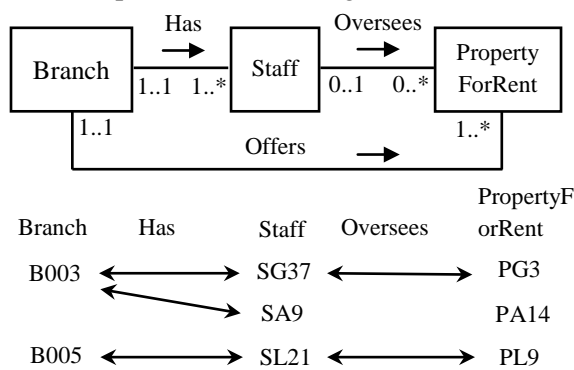 Has
Oversees
Branch
Staff
Property
ForRent
1..1 1..*
0..1 0..*
1..1
1..*
Offers
PropertyF
orRent
Branch Has Staff Oversees
B003 SG37 PG3
SA9 PA14
B005 SL21 PL9